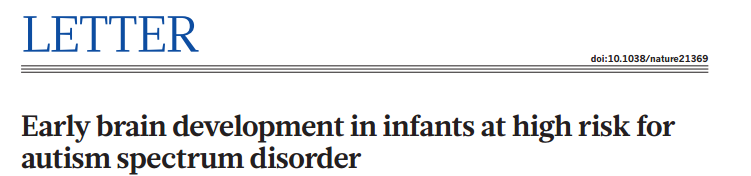 LETTER
doi:10.1038/nature21369
Early brain development in infants at high risk for
autism spectrum disorder